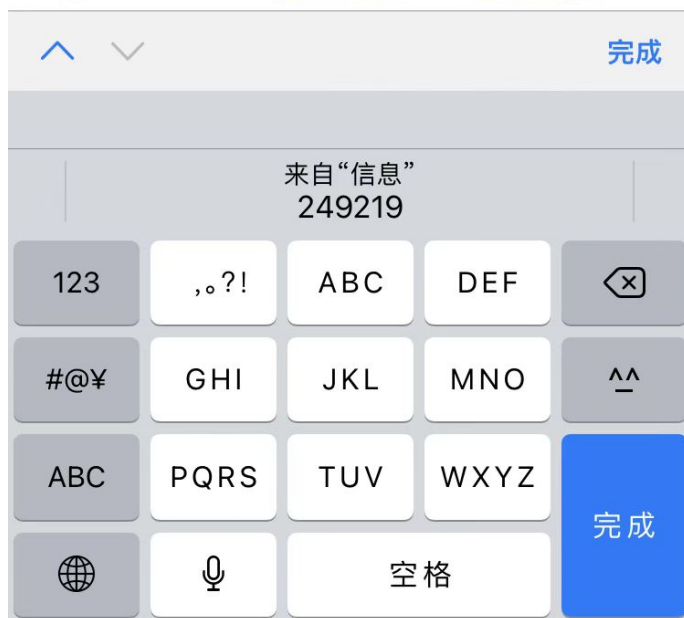 完成
来自“信息”
249219
123
,。?!
ABC
DEF
#@¥
GHI
JKL
MNO
^^
ABC
PQRS
TUV
WXYZ
完成
空格